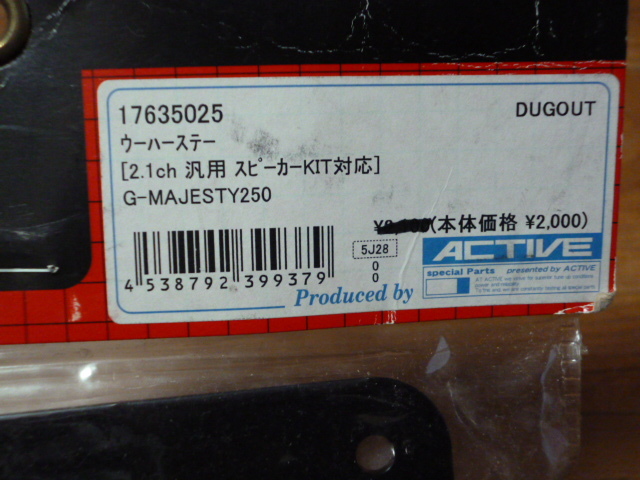 17635025
DUGOUT
ウーハーステー
[2.1ch 汎用 スピーカーKIT対応]
G-MAJESTY250
(本体価格 ¥2,000)
5J28
0
0
4 538792 399379
Produced by
ACTIVE
special Parts presented by ACTIVE